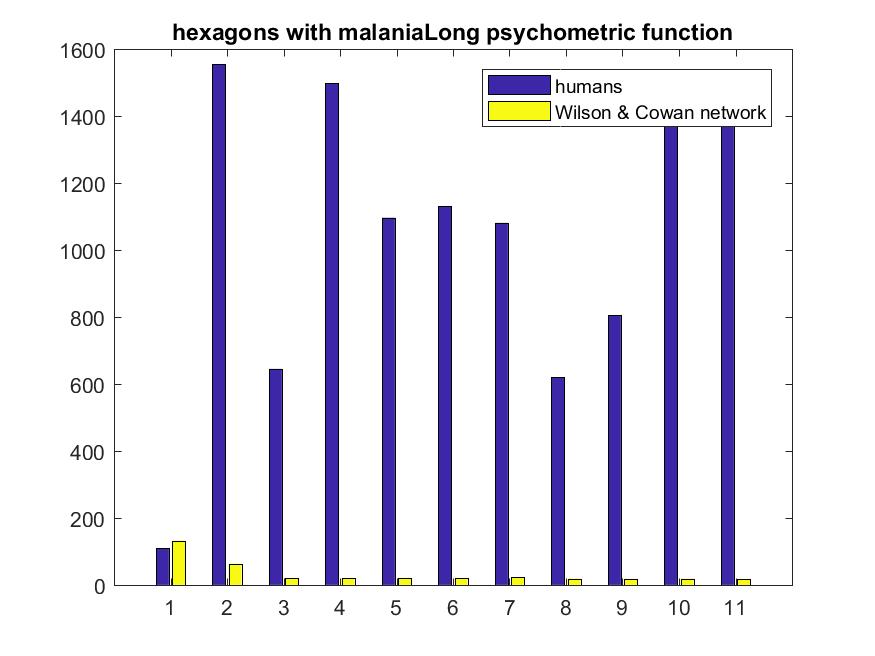 hexagons with malaniaLong psychometric function
1600
1400
1200
1000
800
600
400
200
0
humans
Wilson & Cowan network
1 2 3 4 5 6 7 8 9 10 11